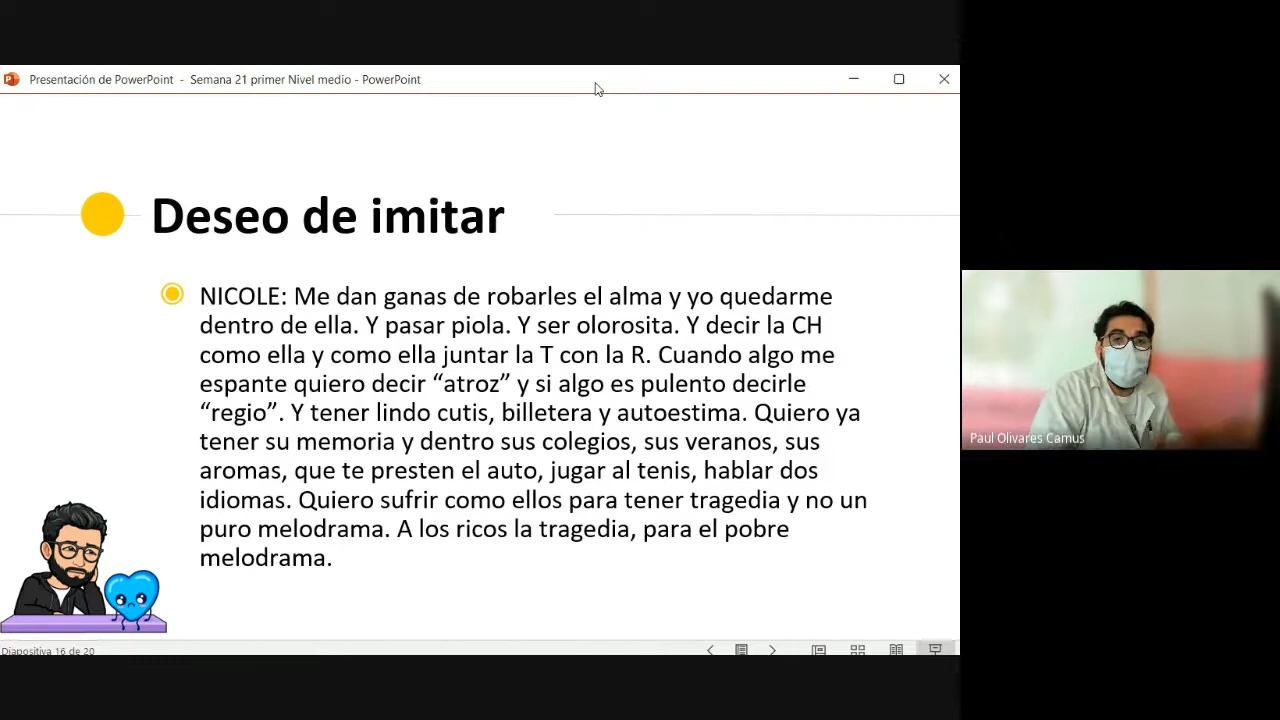 Presentación de PowerPoint - Semana 21 primer Nivel medio - PowerPoint
Deseo de imitar
NICOLE: Me dan ganas de robarles el alma y yo quedarme
dentro de ella. Y pasar piola. Y ser olorosita. Y decir la CH
como ella y como ella juntar la T con la R. Cuando algo me
espante quiero decir “atroz” y si algo es pulento decirle
“regio”. Y tener lindo cutis, billetera y autoestima. Quiero ya
tener su memoria y dentro sus colegios, sus veranos, sus
aromas, que te presten el auto, jugar al tenis, hablar dos
idiomas. Quiero sufrir como ellos para tener tragedia y no un
puro melodrama. A los ricos la tragedia, para el pobre
melodrama.
Paul Olivares Camus
Diapositiva 16 de 20